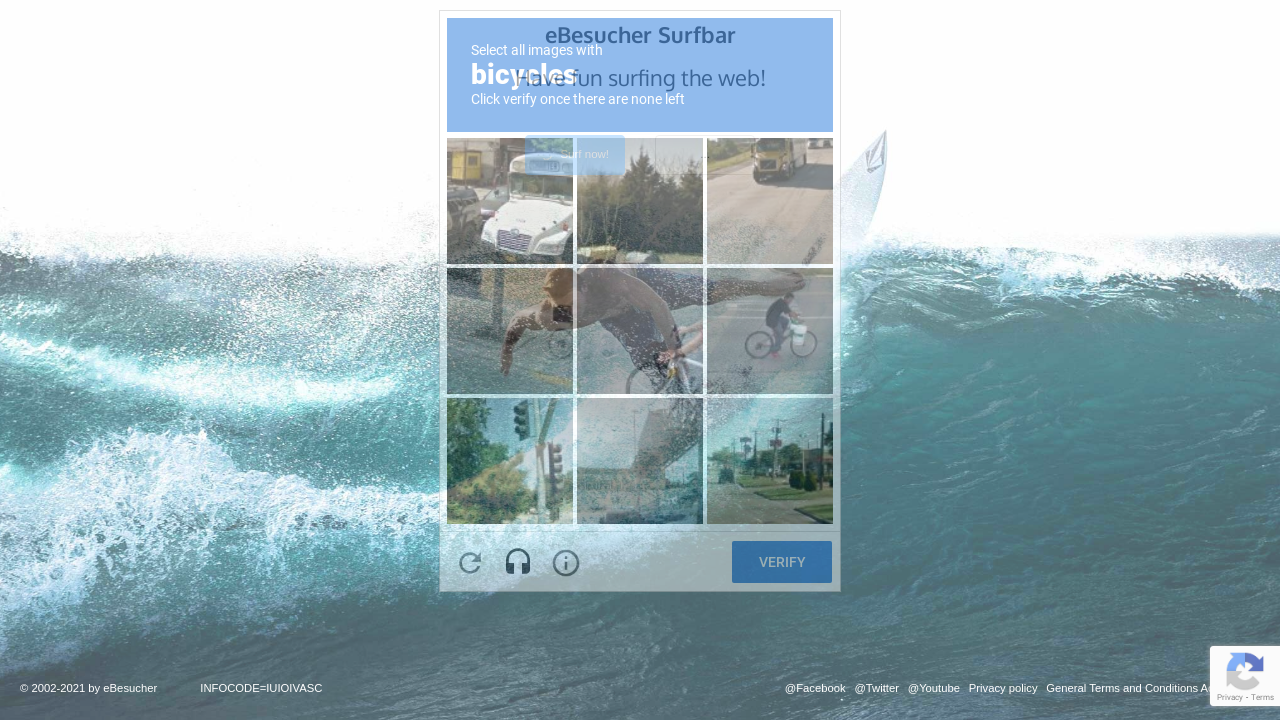 eBesucher Surfbar
Select all images with
bicycles
Have fun surfing the web!
Click verify once there are none left
Surf now!
VERIFY
© 2002-2021 by eBesucher
INFOCODE=IUIOIVASC
@Facebook @Twitter @Youtube Privacy policy General Terms and Conditions
Privacy - Terms